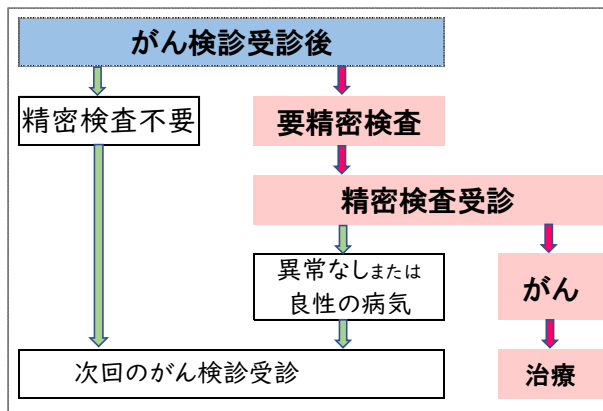 がん検診受診後
精密検査不要
要精密検査
精密検査受診
異常なしまたは
良性の病気
がん
次回のがん検診受診
治療